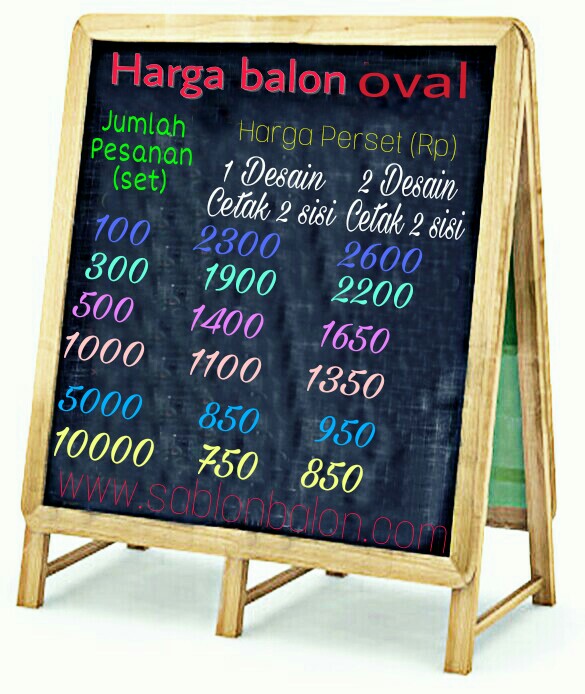 Harga balon oval
Jumlah Pesanan (set)
Harga Perset (Rp)
1 Desain Cetak 2 sisi
2 Desain Cetak 2 sisi
100 2300 2600
300 1900 2200
500 1400 1650
1000 1100 1350
5000 850 950
10000 750 850
www.sablonbalon.com